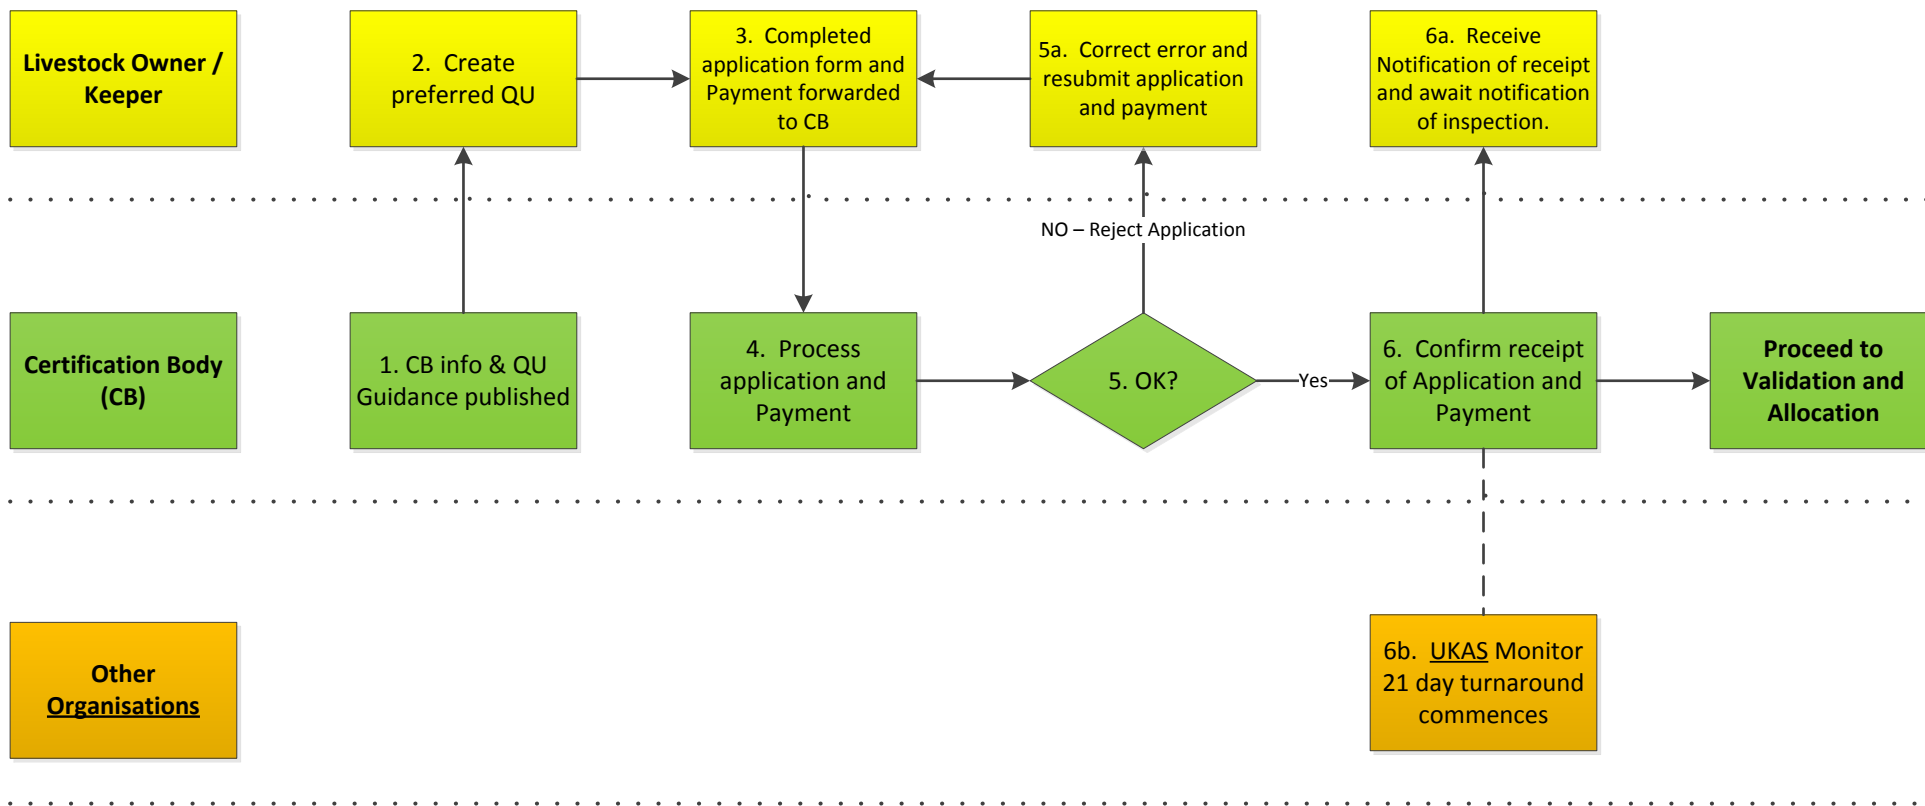 Livestock Owner /
Keeper
2.  Create
preferred QU
3.  Completed
application form and
Payment forwarded
to CB
5a.  Correct error and
resubmit application
and payment
6a.  Receive
Notification of receipt
and await notification
of inspection.
NO – Reject Application
Certification Body
(CB)
1. CB info & QU
Guidance published
4.  Process
application and
Payment
5. OK?
Yes
6.  Confirm receipt
of Application and
Payment
Proceed to
Validation and
Allocation
Other
Organisations
6b.  UKAS Monitor
21 day turnaround
commences